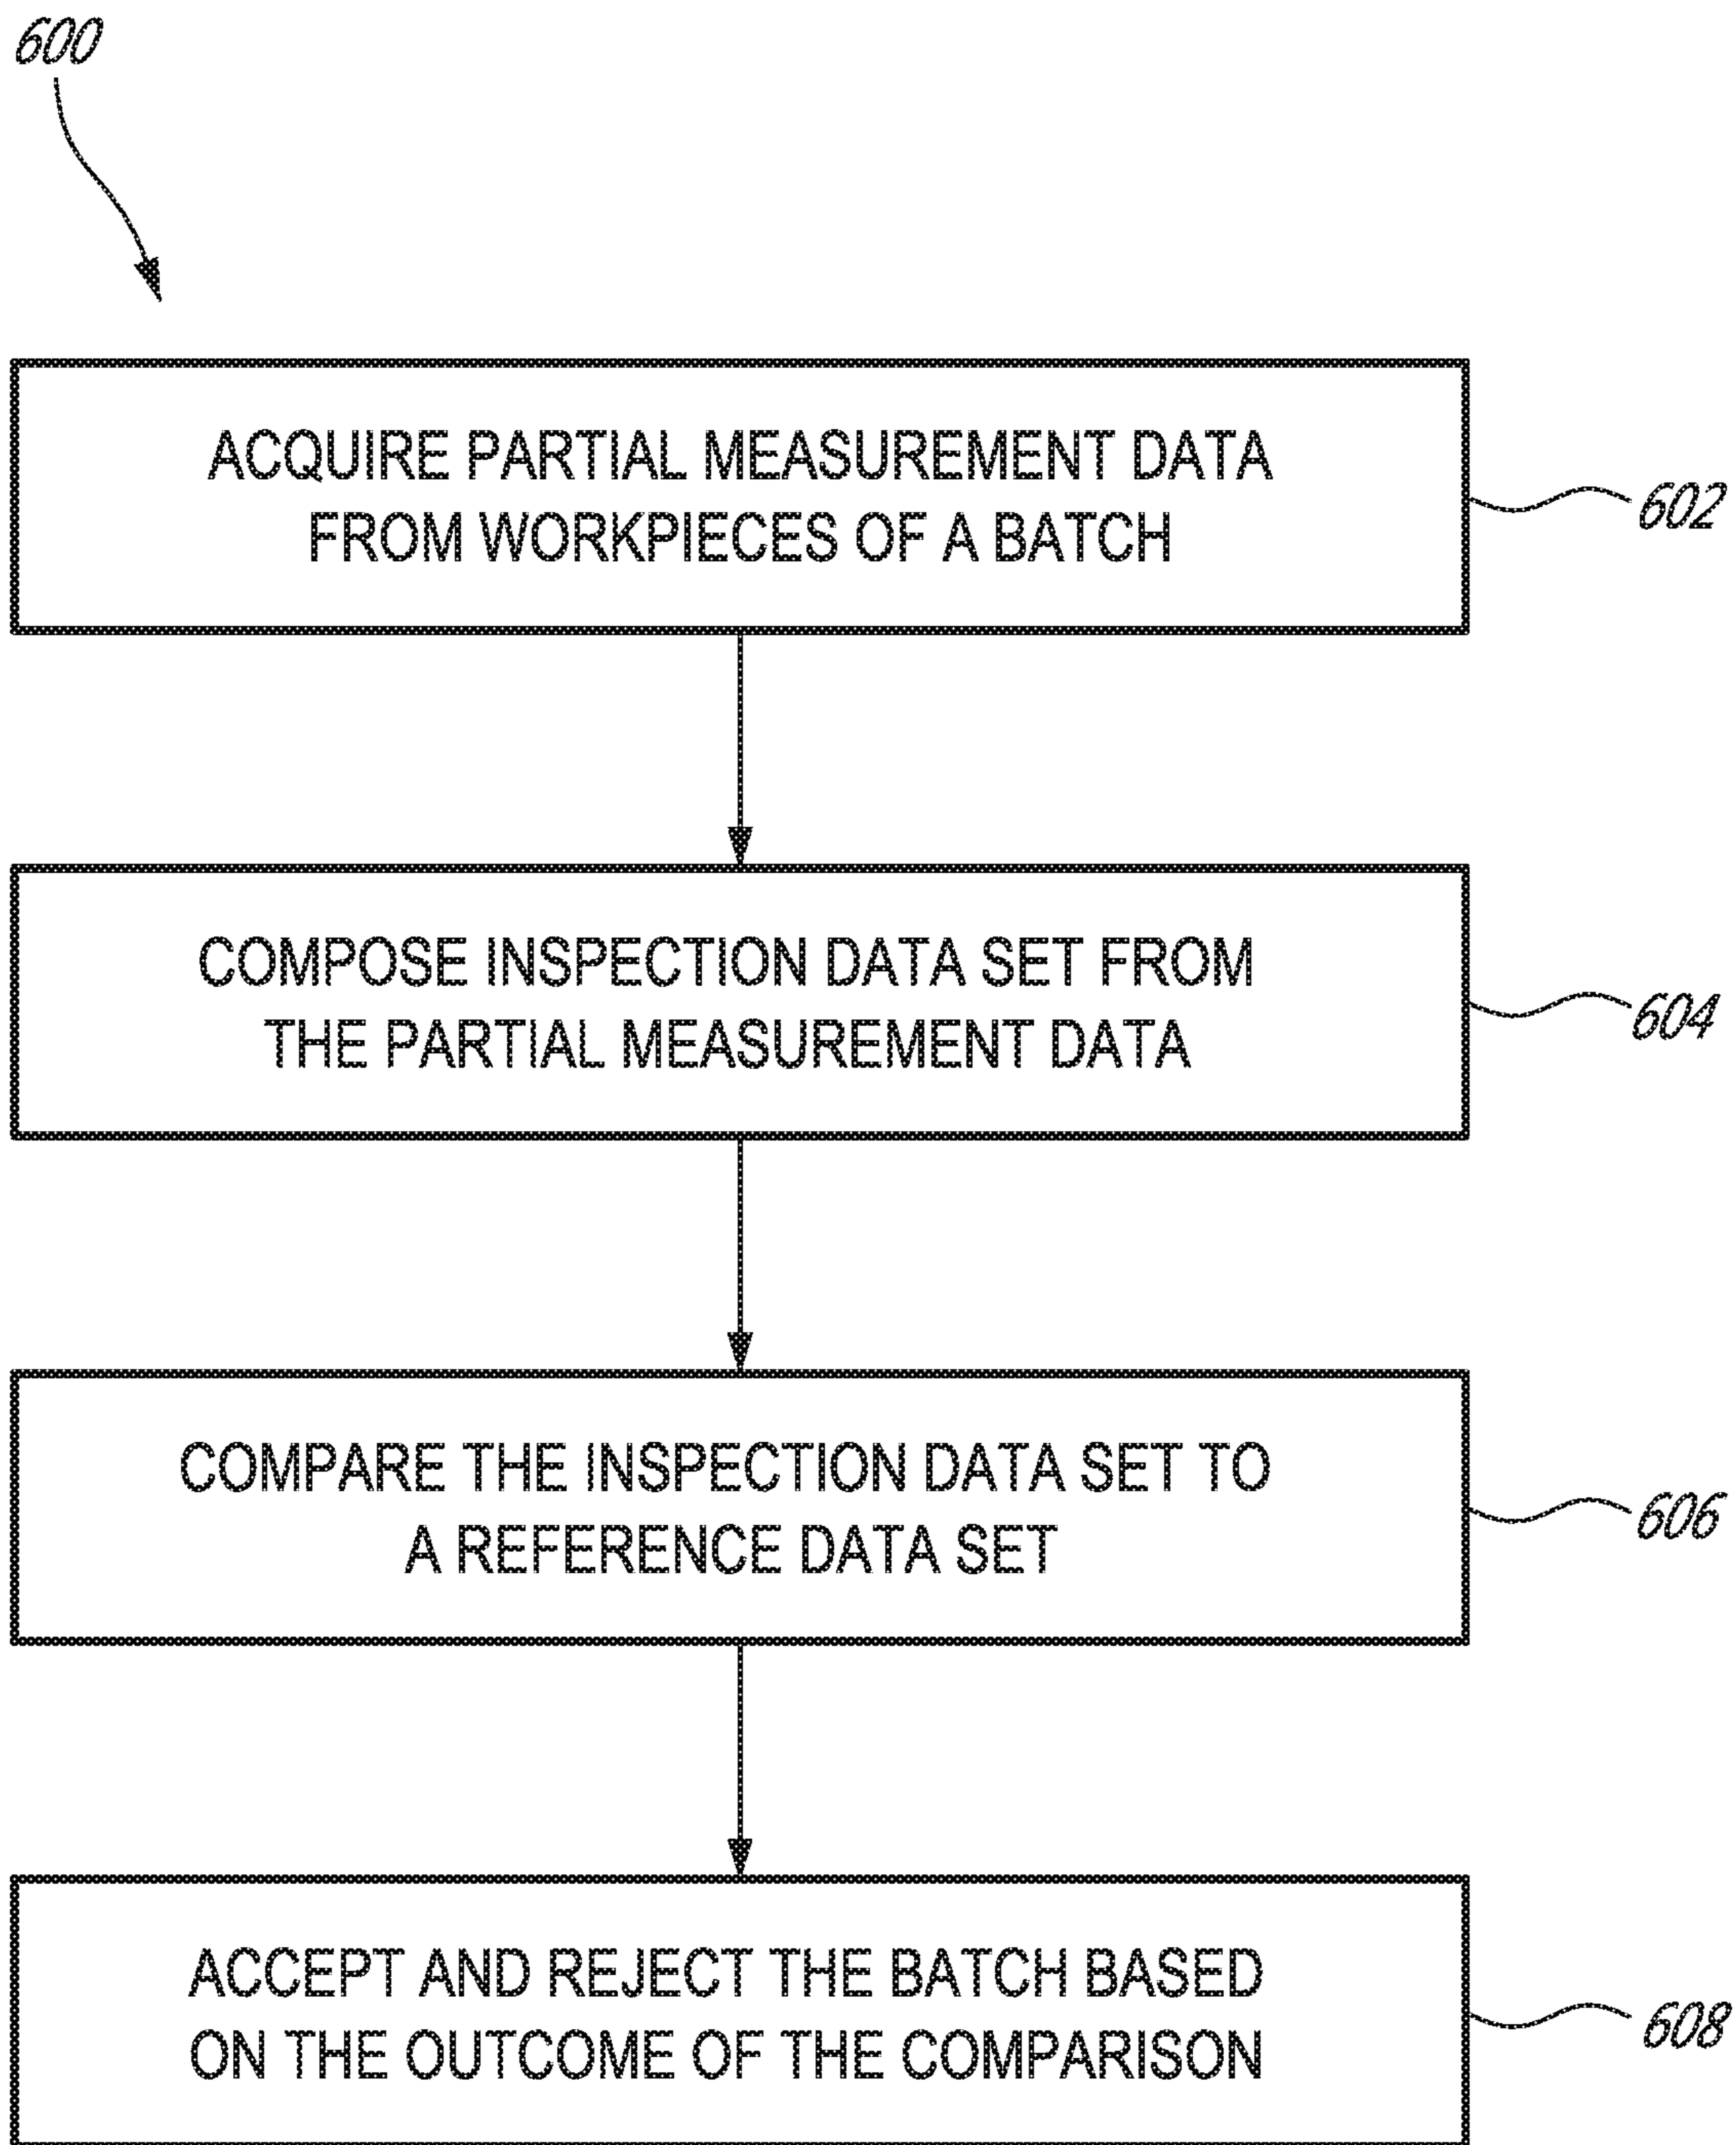 600
ACQUIRE PARTIAL MEASUREMENT DATA
FROM WORKPIECES OF A BATCH
602
COMPOSE INSPECTION DATA SET FROM
THE PARTIAL MEASUREMENT DATA
604
COMPARE THE INSPECTION DATA SET TO
A REFERENCE DATA SET
606
ACCEPT AND REJECT THE BATCH BASED
ON THE OUTCOME OF THE COMPARISON
608